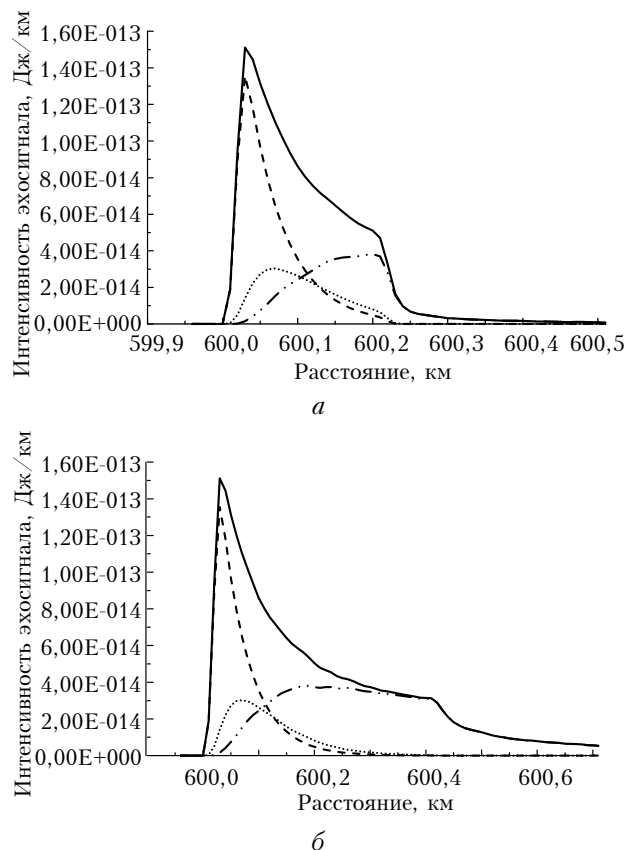 Интенсивность эхосигнала, Дж/км
1,60E-013
1,40E-013
1,20E-013
1,00E-013
8,00E-014
6,00E-014
4,00E-014
2,00E-014
0,00E+000
599,9 600,0 600,1 600,2 600,3 600,4 600,5
Расстояние, км
а
Интенсивность эхосигнала, Дж/км
1,60E-013
1,40E-013
1,20E-013
1,00E-013
8,00E-014
6,00E-014
4,00E-014
2,00E-014
0,00E+000
600,0 600,2 600,4 600,6
Расстояние, км
б